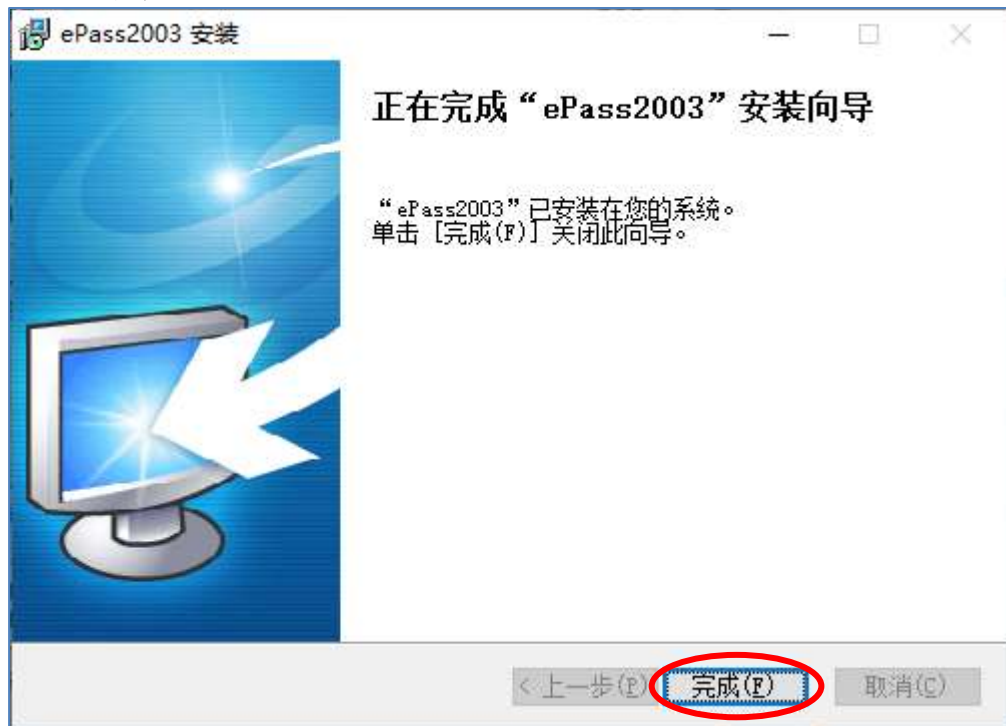 ePass2003 安装
正在完成“ePass2003”安装向导
“ePass2003”已安装在您的系统。
单击 [完成(F)] 关闭此向导。
< 上一步(P) 完成(F) 取消(C)